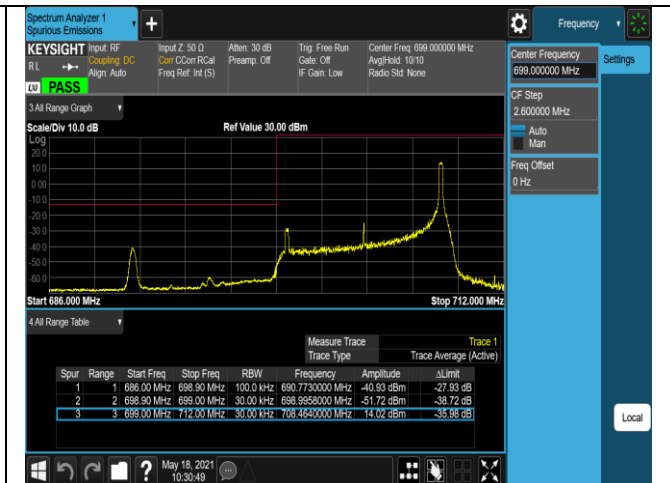 Spectrum Analyzer 1
Spurious Emissions
Frequency
KEYSIGHT Input: RF Input Z: 50 Ω Atten: 30 dB Trig: Free Run Center Freq: 699.000000 MHz
RL Coupling: DC Corr CCorr RCal Preamp: Off Gate: Off Avg|Hold: 10/10
Align: Auto Freq Ref: Int (S) IF Gain: Low Radio Std: None
LXI PASS
Center Frequency
699.000000 MHz
Settings
CF Step
2.600000 MHz
Auto
Man
Freq Offset
0 Hz
3 All Range Graph
Scale/Div 10.0 dB Ref Value 30.00 dBm
Log
20.0
10.0
0.00
-10.0
-20.0
-30.0
-40.0
-50.0
-60.0
Start 686.000 MHz Stop 712.000 MHz
4 All Range Table
Measure Trace Trace 1
Trace Type Trace Average (Active)
Spur Range Start Freq Stop Freq RBW Frequency Amplitude ΔLimit
1 1 686.00 MHz 698.90 MHz 100.0 kHz 690.7730000 MHz -40.93 dBm -27.93 dB
2 2 698.90 MHz 699.00 MHz 30.00 kHz 698.9958000 MHz -51.72 dBm -38.72 dB
3 3 699.00 MHz 712.00 MHz 30.00 kHz 708.4640000 MHz 14.02 dBm -35.98 dB
Local
? May 18, 2021
10:30:49